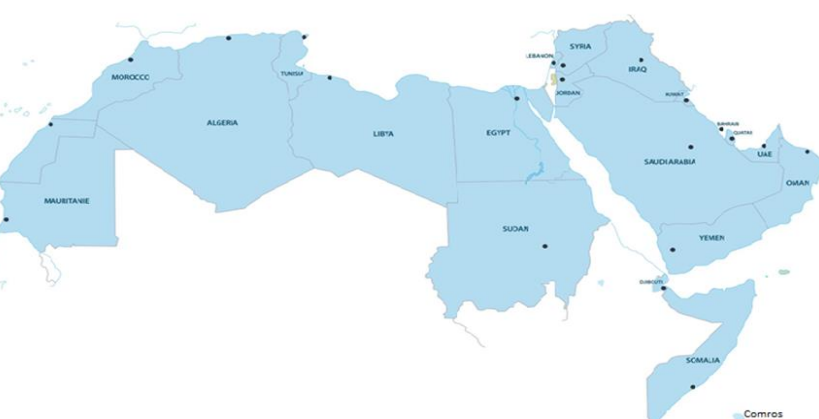 LEBANON
SYRIA
IRAQ
MOROCCO
TUNISIA
JORDAN
KUWAIT
ALGERIA
LIBYA
EGYPT
BAHRAIN
QATAR
UAE
SAUDI ARABIA
OMAN
MAURITANIE
SUDAN
YEMEN
DJIBOUTI
SOMALIA
Comros